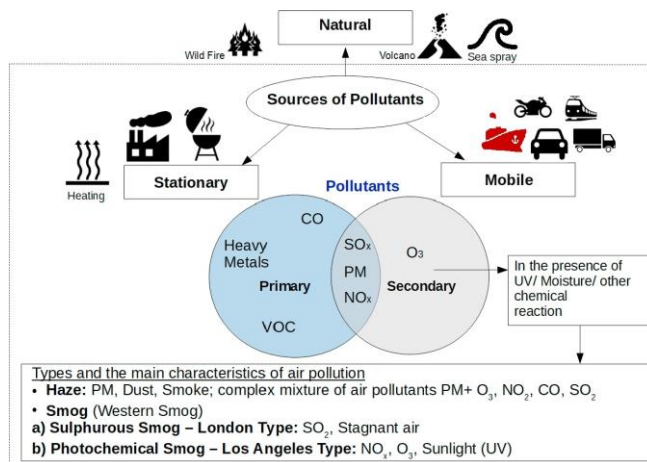 Natural
Wild Fire
Volcano
Sea spray
Sources of Pollutants
Heating
Stationary
Mobile
Pollutants
CO
Heavy
Metals
Primary
VOC
SOₓ
PM
NOₓ
O₃
Secondary
In the presence of
UV/ Moisture/ other
chemical
reaction
Types and the main characteristics of air pollution
• Haze: PM, Dust, Smoke; complex mixture of air pollutants PM+ O₃, NO₂, CO, SO₂
• Smog (Western Smog)
a) Sulphurous Smog – London Type: SO₂, Stagnant air
b) Photochemical Smog – Los Angeles Type: NOₓ, O₃, Sunlight (UV)